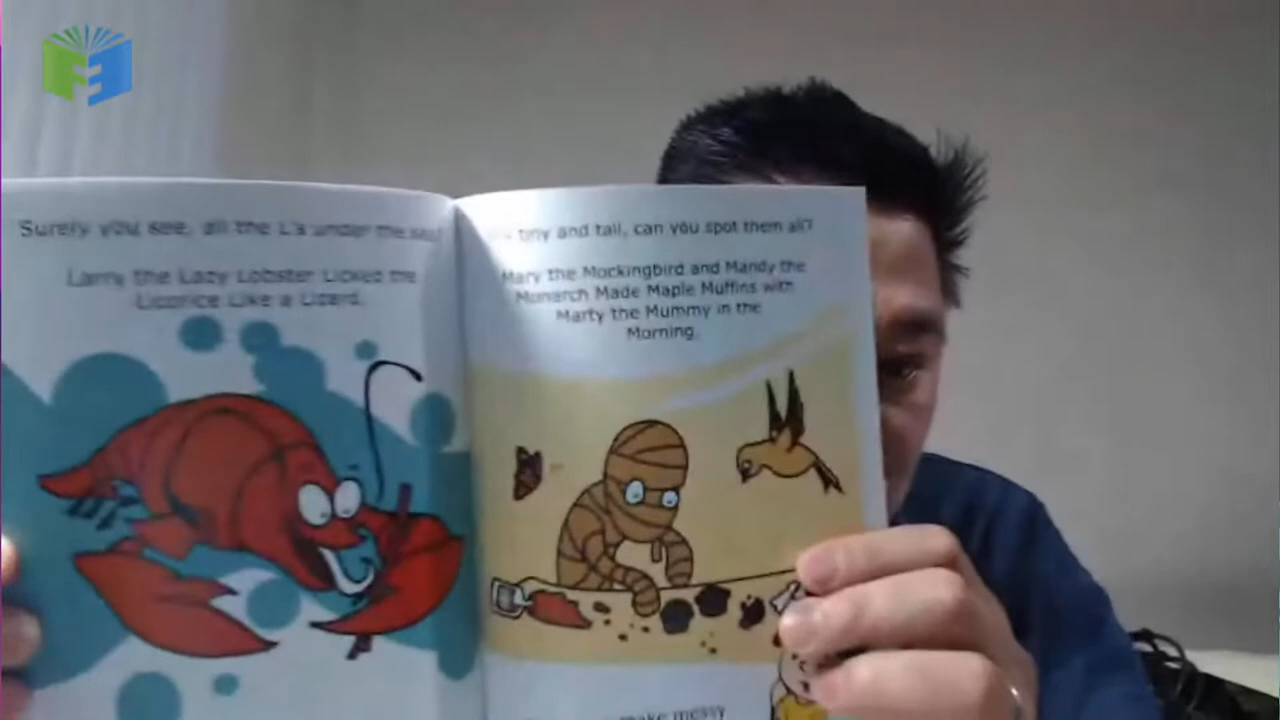 Surely you see, all the L's under the sea?
Larry the Lazy Lobster Licked the
Licorice Like a Lizard.
tiny and tall, can you spot them all?
Mary the Mockingbird and Mandy the
Monarch Made Maple Muffins with
Marty the Mummy in the
Morning.
make messy